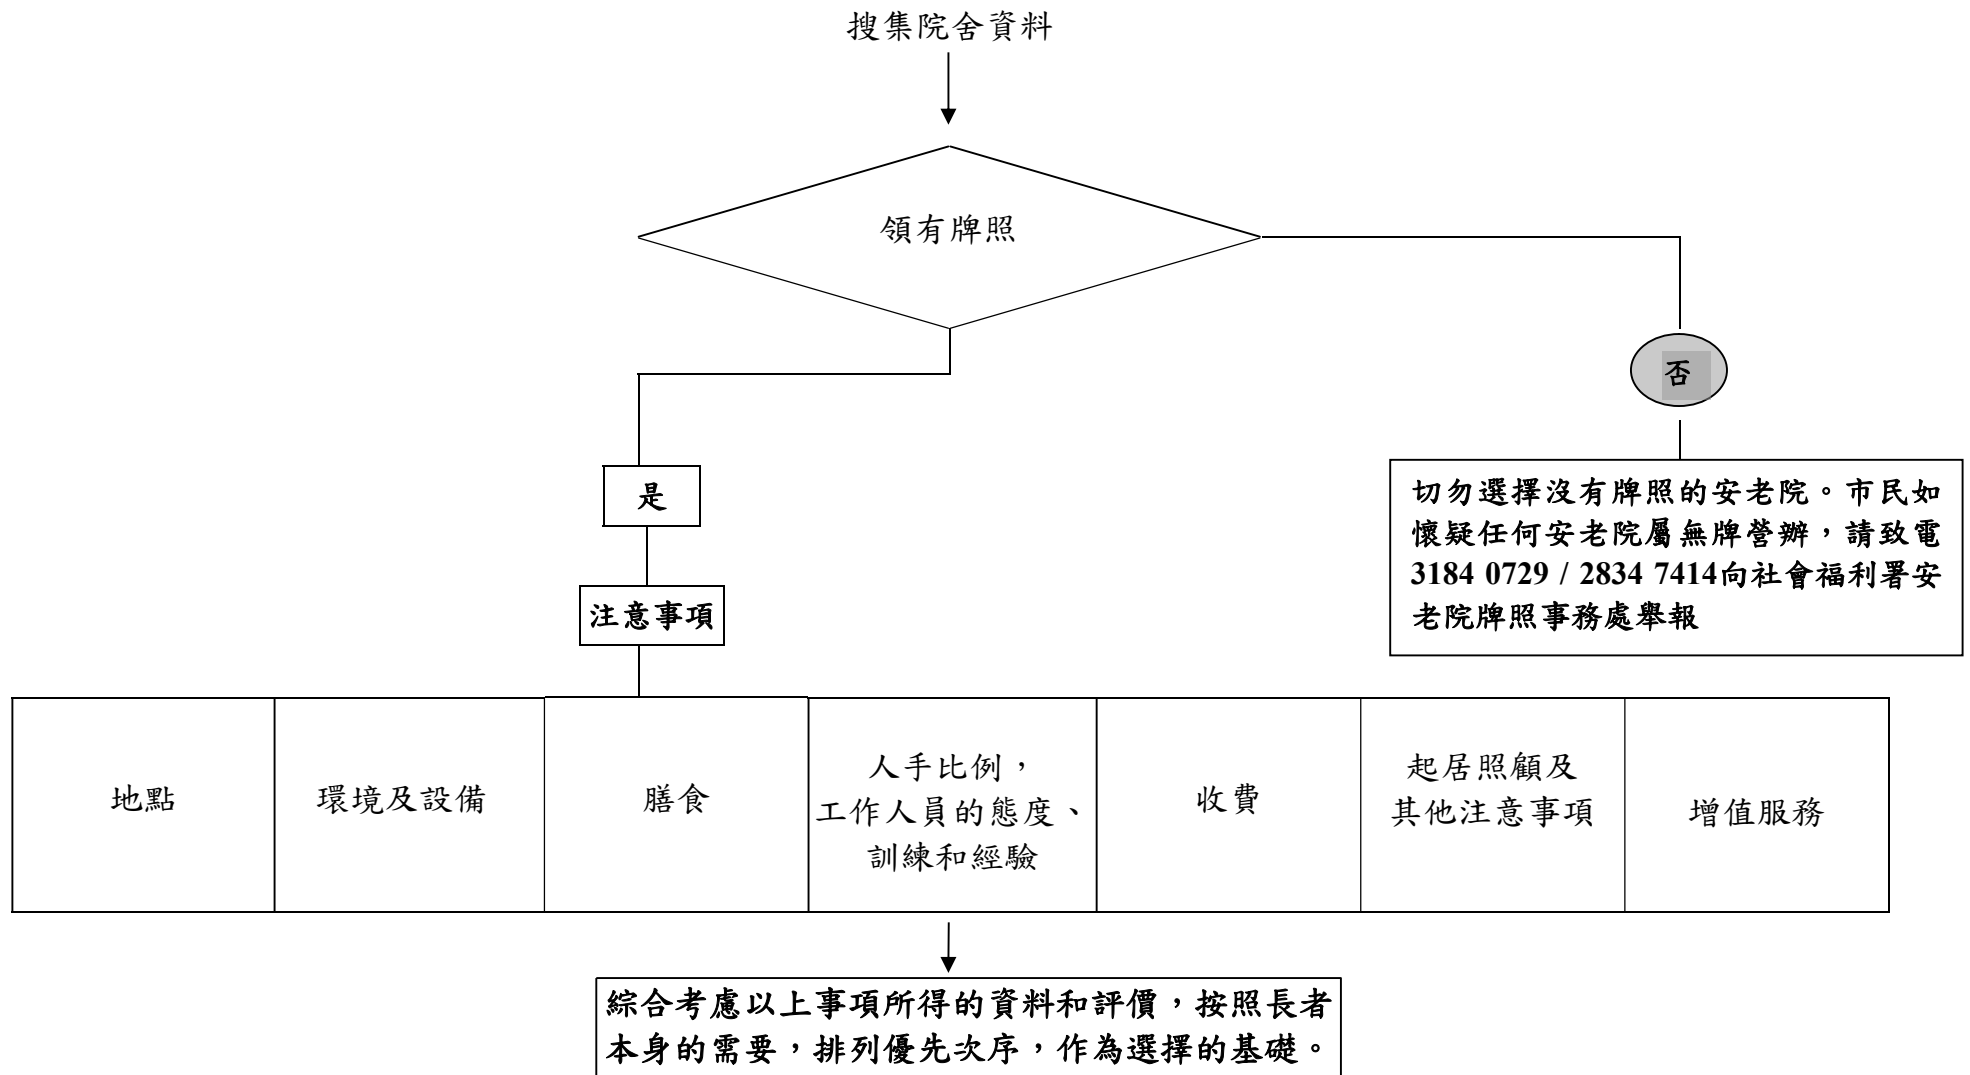 搜集院舍資料
領有牌照
否
是
切勿選擇沒有牌照的安老院。市民如
懷疑任何安老院屬無牌營辦，請致電
3184 0729 / 2834 7414向社會福利署安
老院牌照事務處舉報
注意事項
地點
環境及設備
膳食
人手比例，
工作人員的態度、
訓練和經驗
收費
起居照顧及
其他注意事項
增值服務
綜合考慮以上事項所得的資料和評價，按照長者
本身的需要，排列優先次序，作為選擇的基礎。